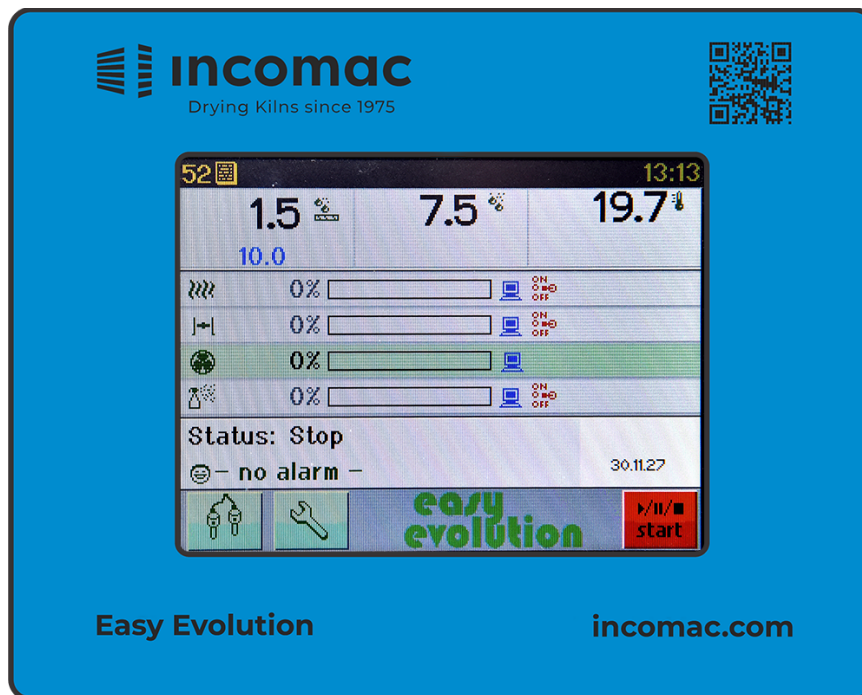 incomac
Drying Kilns since 1975
52
13:13
1.5
7.5
19.7
10.0
0%
ON
OFF
0%
ON
OFF
0%
0%
ON
OFF
Status: Stop
- no alarm -
30.11.27
easy
evolution
start
Easy Evolution
incomac.com